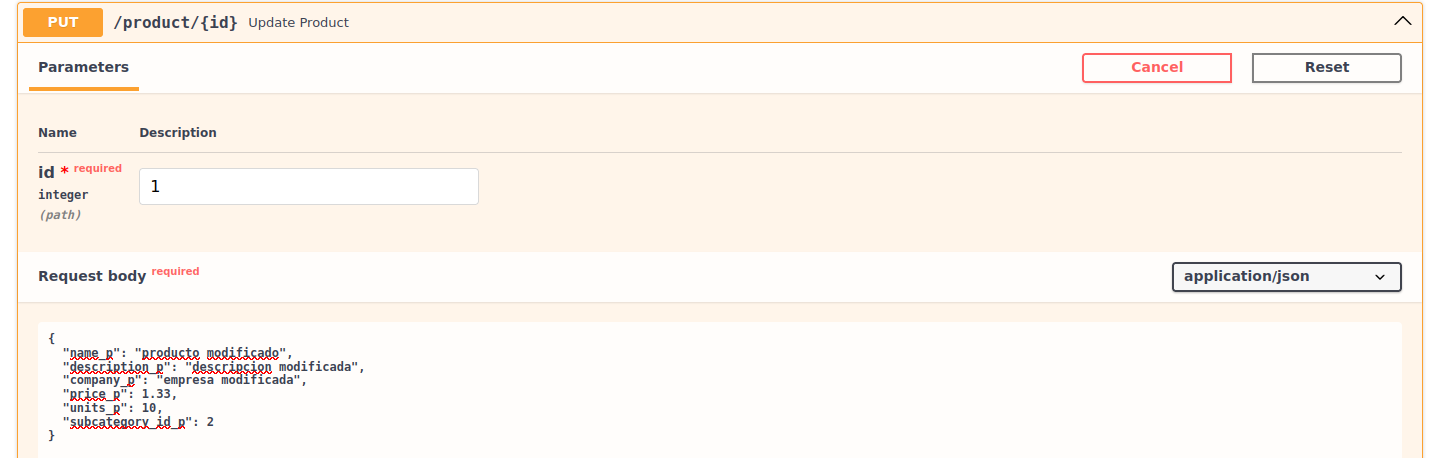 PUT /product/{id} Update Product
Parameters Cancel Reset
Name Description
id * required 1
integer
(path)
Request body required application/json
{
"name_p": "producto modificado",
"description_p": "descripcion modificada",
"company_p": "empresa modificada",
"price_p": 1.33,
"units_p": 10,
"subcategory_id_p": 2
}